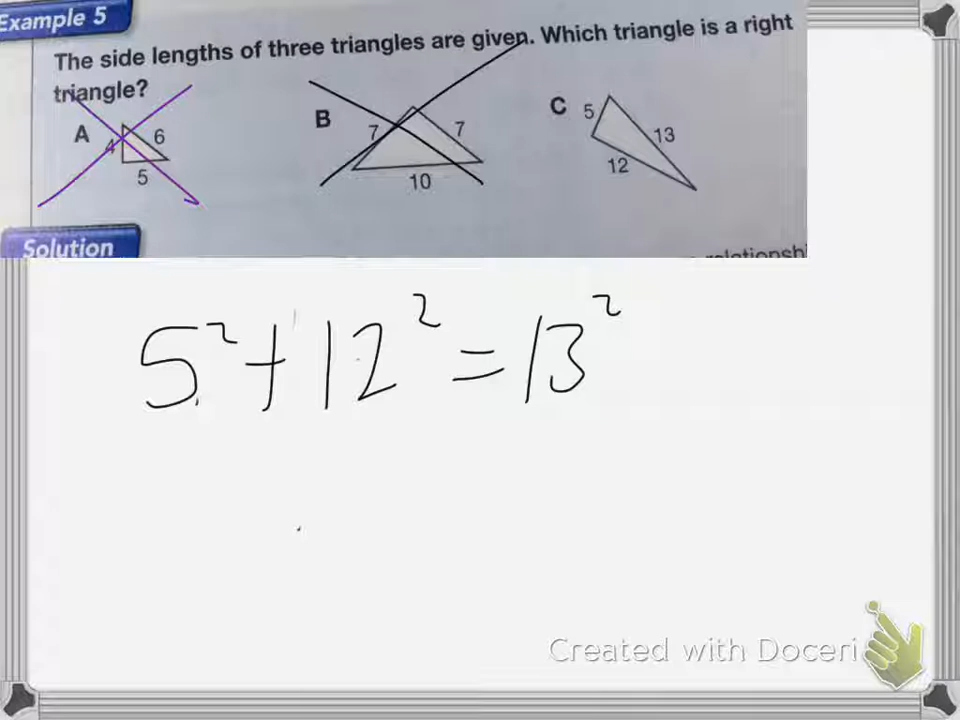 Example 5
The side lengths of three triangles are given. Which triangle is a right
triangle?
A 4 6 5
B 7 7 10
C 5 13 12
Solution
5² + 12² = 13²
Created with Doceri